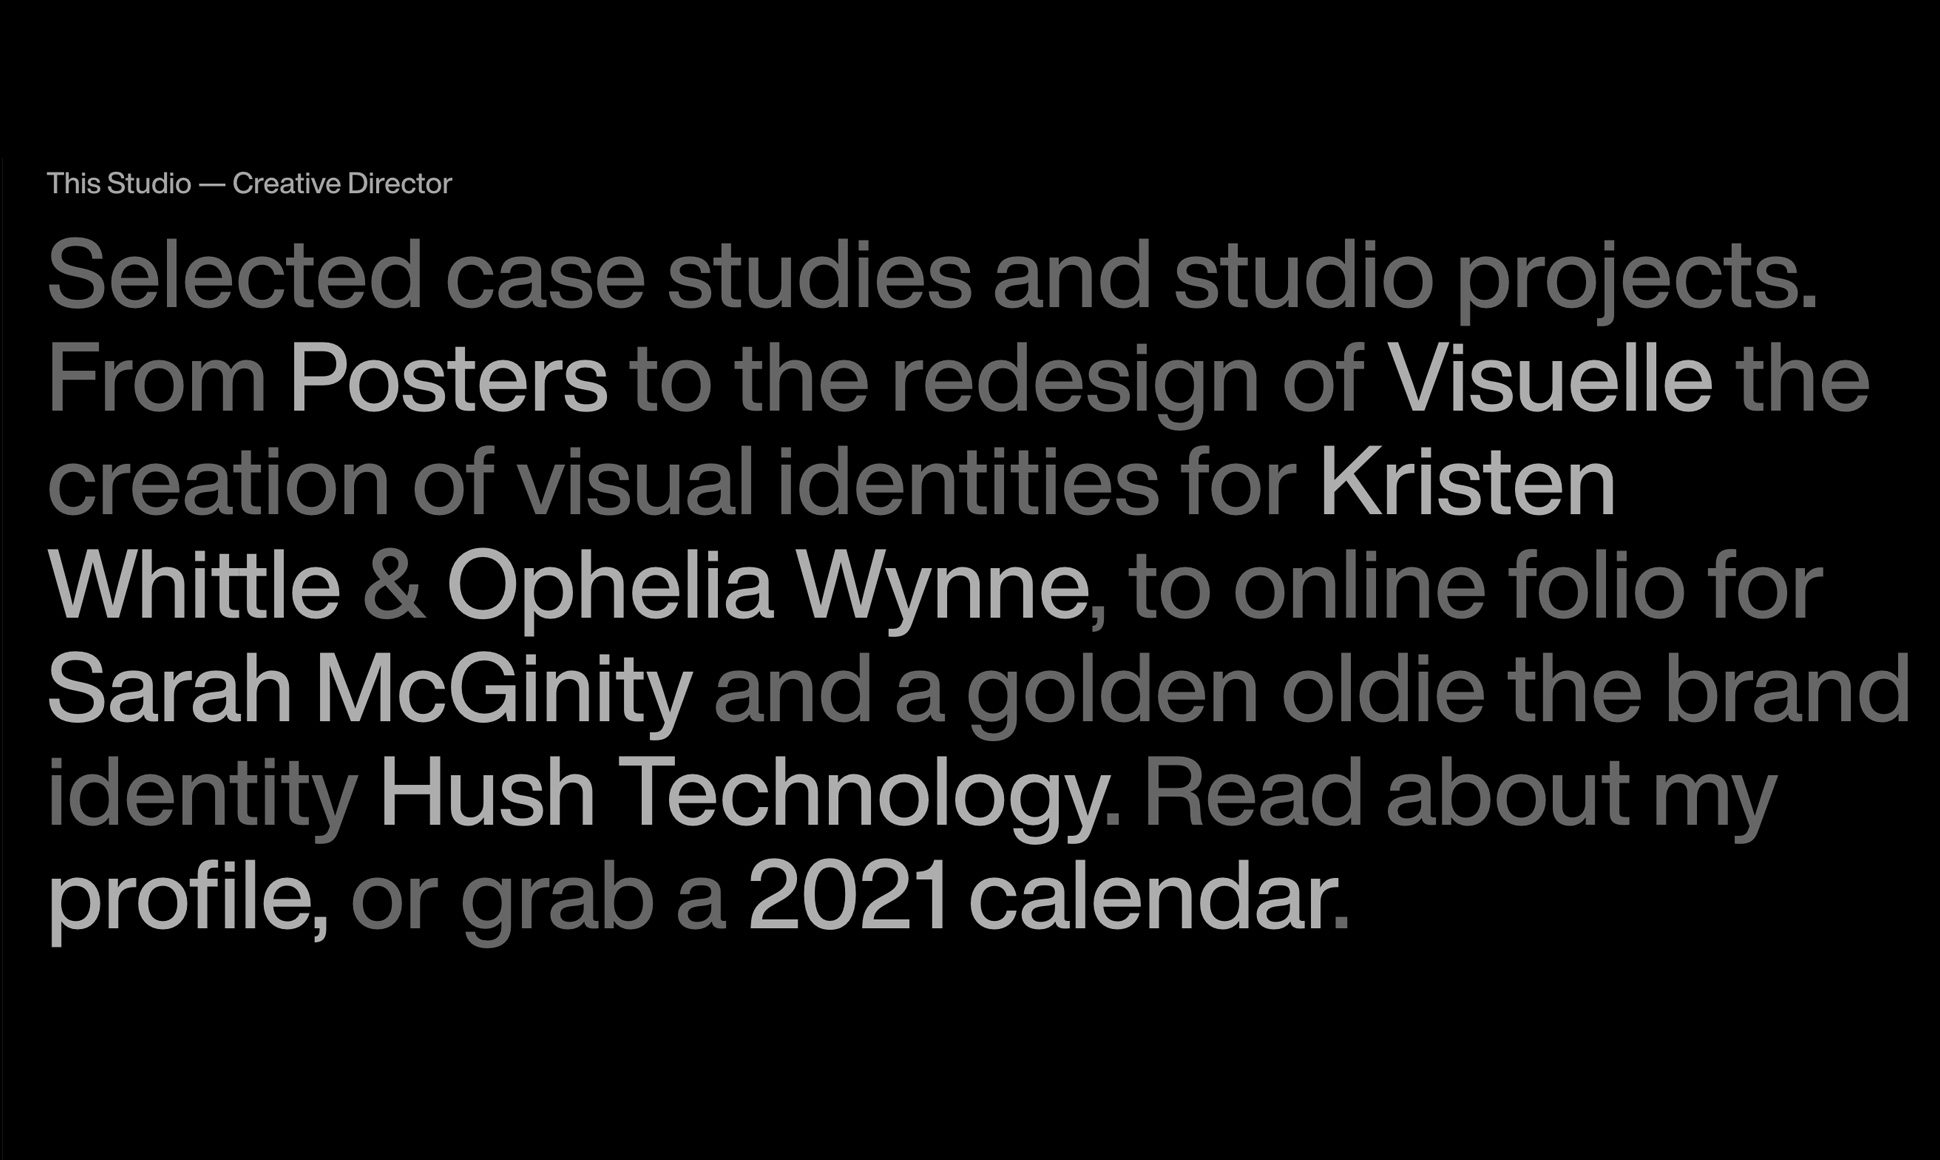 This Studio — Creative Director
Selected case studies and studio projects.
From Posters to the redesign of Visuelle the
creation of visual identities for Kristen
Whittle & Ophelia Wynne, to online folio for
Sarah McGinity and a golden oldie the brand
identity Hush Technology. Read about my
profile, or grab a 2021 calendar.